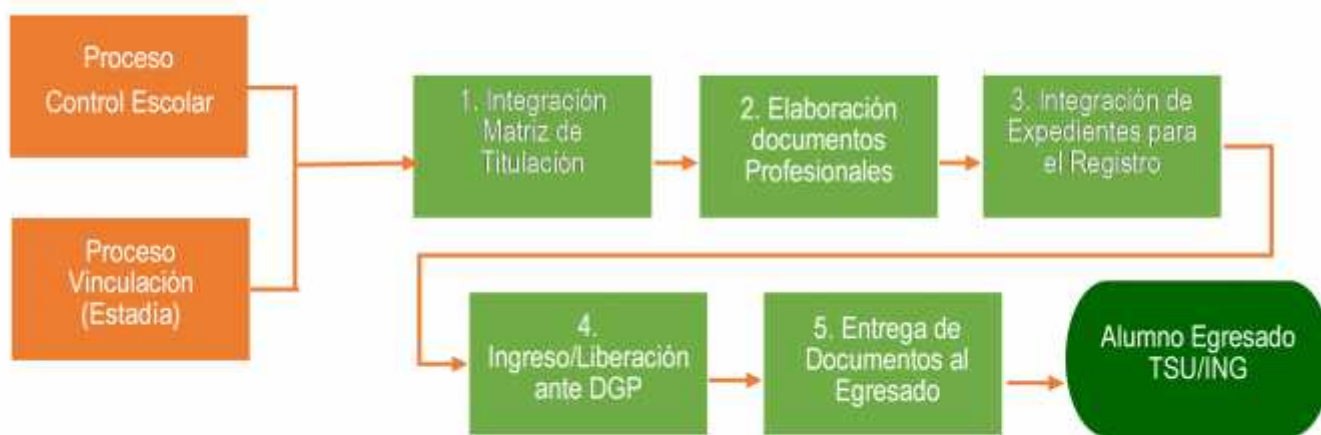 Proceso
Control Escolar
Proceso
Vinculación
(Estadía)
1. Integración
Matriz de
Titulación
2. Elaboración
documentos
Profesionales
3. Integración de
Expedientes para
el Registro
4.
Ingreso/Liberación
ante DGP
5. Entrega de
Documentos al
Egresado
Alumno Egresado
TSU/ING